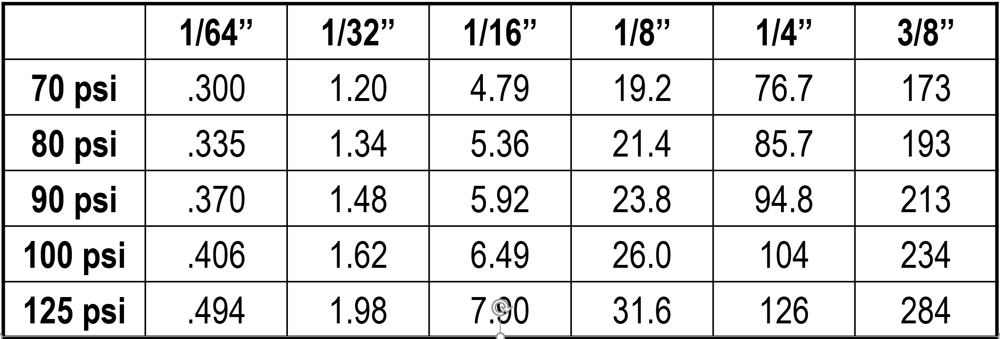 1/64” 1/32” 1/16” 1/8” 1/4” 3/8”
70 psi .300 1.20 4.79 19.2 76.7 173
80 psi .335 1.34 5.36 21.4 85.7 193
90 psi .370 1.48 5.92 23.8 94.8 213
100 psi .406 1.62 6.49 26.0 104 234
125 psi .494 1.98 7.90 31.6 126 284